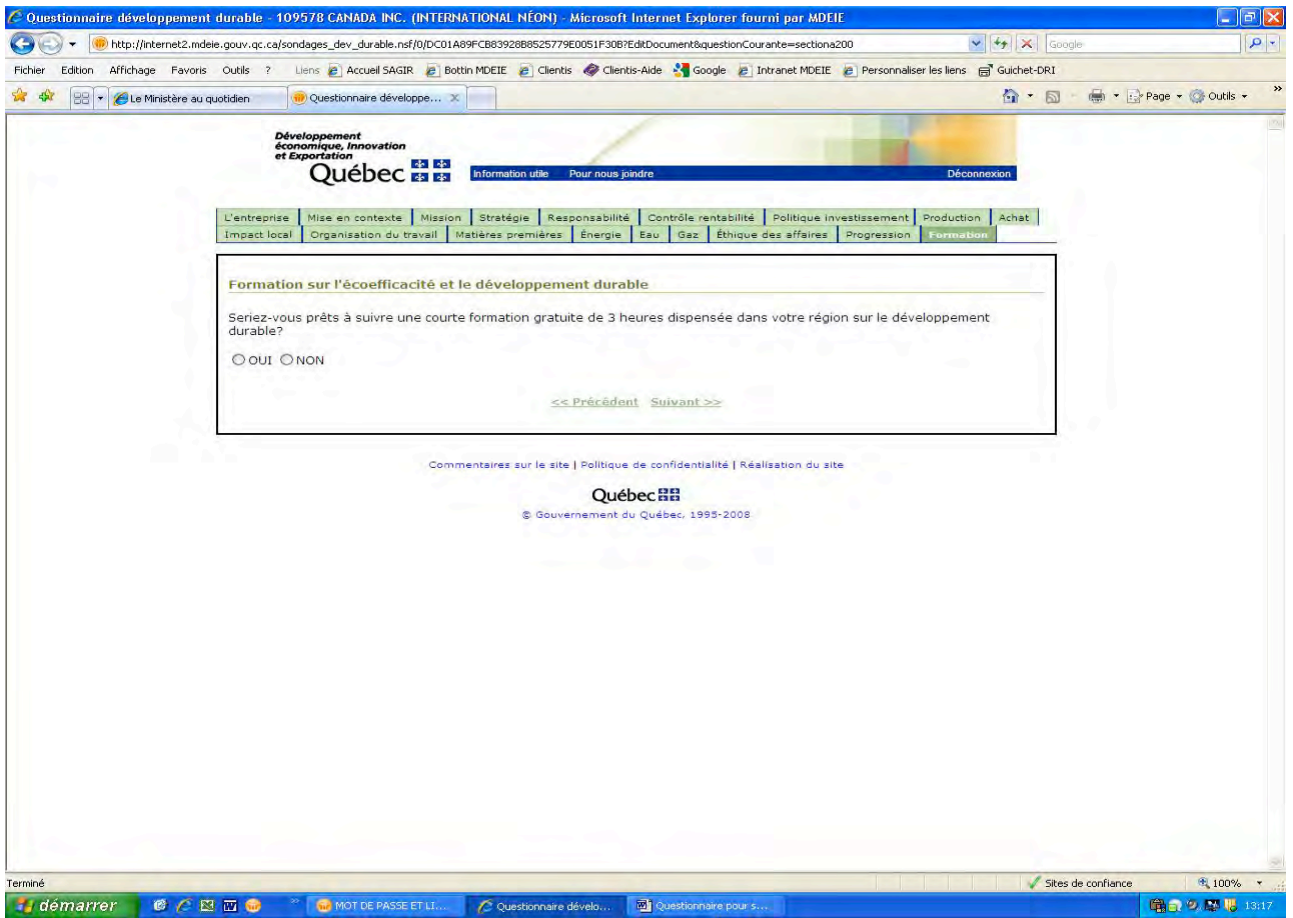 Questionnaire développement durable - 109578 CANADA INC. (INTERNATIONAL NÉON) - Microsoft Internet Explorer fourni par MDEIE
http://internet2.mdeie.gouv.qc.ca/sondages_dev_durable.nsf/0/DC01A89FCB83928B8525779E0051F30B?EditDocument&questionCourante=sectiona200
Google
Fichier Edition Affichage Favoris Outils ? Liens Accueil SAGIR Bottin MDEIE Clientis Clientis-Aide Google Intranet MDEIE Personnaliser les liens Guichet-DRI
Le Ministère au quotidien Questionnaire développe... Page Outils
Développement
économique, Innovation
et Exportation
Québec
Information utile Pour nous joindre Déconnexion
L'entreprise Mise en contexte Mission Stratégie Responsabilité Contrôle rentabilité Politique investissement Production Achat
Impact local Organisation du travail Matières premières Énergie Eau Gaz Éthique des affaires Progression Formation
Formation sur l'écoefficacité et le développement durable
Seriez-vous prêts à suivre une courte formation gratuite de 3 heures dispensée dans votre région sur le développement
durable?
OUI NON
<< Précédent Suivant >>
Commentaires sur le site | Politique de confidentialité | Réalisation du site
Québec
© Gouvernement du Québec, 1995-2008
Terminé Sites de confiance 100%
démarrer MOT DE PASSE ET LI... Questionnaire dévelo... Questionnaire pour s... 13:17